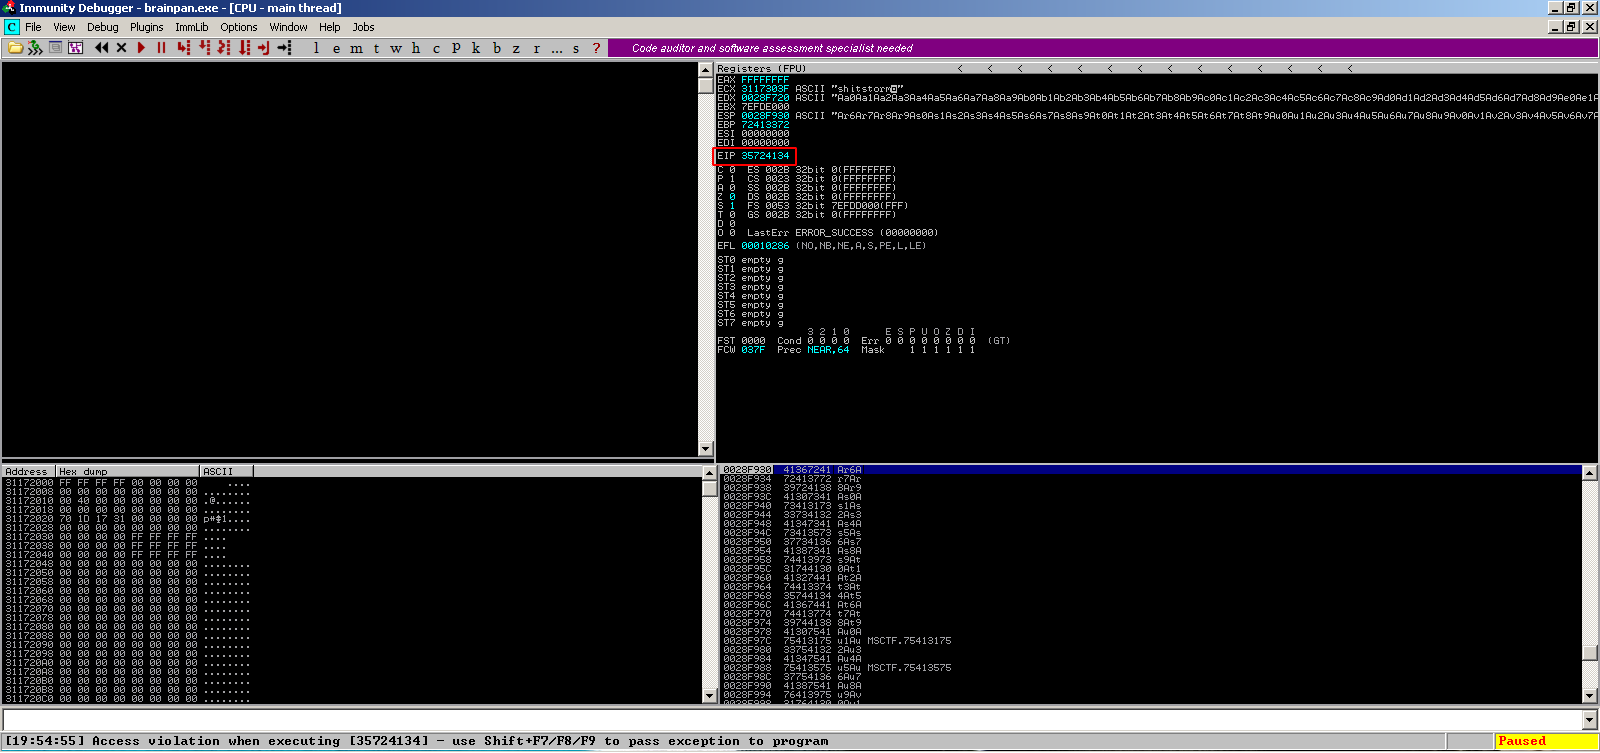 Immunity Debugger - brainpan.exe - [CPU - main thread]
C File View Debug Plugins ImmLib Options Window Help Jobs
l e m t w h c p k b z r ... s ? Code auditor and software assessment specialist needed
Registers (FPU) < < < < < < < < < < < < < <
EAX FFFFFFFF
ECX 3117303F ASCII "shitstorm"
EDX 0028F720 ASCII "Aa0Aa1Aa2Aa3Aa4Aa5Aa6Aa7Aa8Aa9Ab0Ab1Ab2Ab3Ab4Ab5Ab6Ab7Ab8Ab9Ac0Ac1Ac2Ac3Ac4Ac5Ac6Ac7Ac8Ac9Ad0Ad1Ad2Ad3Ad4Ad5Ad6Ad7Ad8Ad9Ae0Ae1A
EBX 7EFDE000
ESP 0028F930 ASCII "Ar6Ar7Ar8Ar9As0As1As2As3As4As5As6As7As8As9At0At1At2At3At4At5At6At7At8At9Au0Au1Au2Au3Au4Au5Au6Au7Au8Au9Av0Av1Av2Av3Av4Av5Av6Av7A
EBP 72413372
ESI 00000000
EDI 00000000
EIP 35724134
C 0 ES 002B 32bit 0(FFFFFFFF)
P 1 CS 0023 32bit 0(FFFFFFFF)
A 0 SS 002B 32bit 0(FFFFFFFF)
Z 0 DS 002B 32bit 0(FFFFFFFF)
S 1 FS 0053 32bit 7EFDD000(FFF)
T 0 GS 002B 32bit 0(FFFFFFFF)
D 0
O 0 LastErr ERROR_SUCCESS (00000000)
EFL 00010286 (NO,NB,NE,A,S,PE,L,LE)
ST0 empty g
ST1 empty g
ST2 empty g
ST3 empty g
ST4 empty g
ST5 empty g
ST6 empty g
ST7 empty g
3 2 1 0 E S P U O Z D I
FST 0000 Cond 0 0 0 0 Err 0 0 0 0 0 0 0 0 (GT)
FCW 037F Prec NEAR,64 Mask 1 1 1 1 1 1
Address Hex dump ASCII
31172000 FF FF FF FF 00 00 00 00 ....
31172008 00 00 00 00 00 00 00 00 ........
31172010 00 40 00 00 00 00 00 00 .@......
31172018 00 00 00 00 00 00 00 00 ........
31172020 70 1D 17 31 00 00 00 00 p#‡1....
31172028 00 00 00 00 00 00 00 00 ........
31172030 00 00 00 00 FF FF FF FF ....
31172038 00 00 00 00 FF FF FF FF ....
31172040 00 00 00 00 FF FF FF FF ....
31172048 00 00 00 00 00 00 00 00 ........
31172050 00 00 00 00 00 00 00 00 ........
31172058 00 00 00 00 00 00 00 00 ........
31172060 00 00 00 00 00 00 00 00 ........
31172068 00 00 00 00 00 00 00 00 ........
31172070 00 00 00 00 00 00 00 00 ........
31172078 00 00 00 00 00 00 00 00 ........
31172080 00 00 00 00 00 00 00 00 ........
31172088 00 00 00 00 00 00 00 00 ........
31172090 00 00 00 00 00 00 00 00 ........
31172098 00 00 00 00 00 00 00 00 ........
311720A0 00 00 00 00 00 00 00 00 ........
311720A8 00 00 00 00 00 00 00 00 ........
311720B0 00 00 00 00 00 00 00 00 ........
311720B8 00 00 00 00 00 00 00 00 ........
311720C0 00 00 00 00 00 00 00 00 ........
0028F930 41367241 Ar6A
0028F934 72413772 r7Ar
0028F938 39724138 8Ar9
0028F93C 41307341 As0A
0028F940 73413173 s1As
0028F944 33734132 2As3
0028F948 41347341 As4A
0028F94C 73413573 s5As
0028F950 37734136 6As7
0028F954 41387341 As8A
0028F958 74413973 s9At
0028F95C 31744130 0At1
0028F960 41327441 At2A
0028F964 74413374 t3At
0028F968 35744134 4At5
0028F96C 41367441 At6A
0028F970 74413774 t7At
0028F974 39744138 8At9
0028F978 41307541 Au0A
0028F97C 75413175 u1Au MSCTF.75413175
0028F980 33754132 2Au3
0028F984 41347541 Au4A
0028F988 75413575 u5Au MSCTF.75413575
0028F98C 37754136 6Au7
0028F990 41387541 Au8A
0028F994 76413975 u9Av
0028F998 31764130 0Av1
[19:54:55] Access violation when executing [35724134] - use Shift+F7/F8/F9 to pass exception to program
Paused